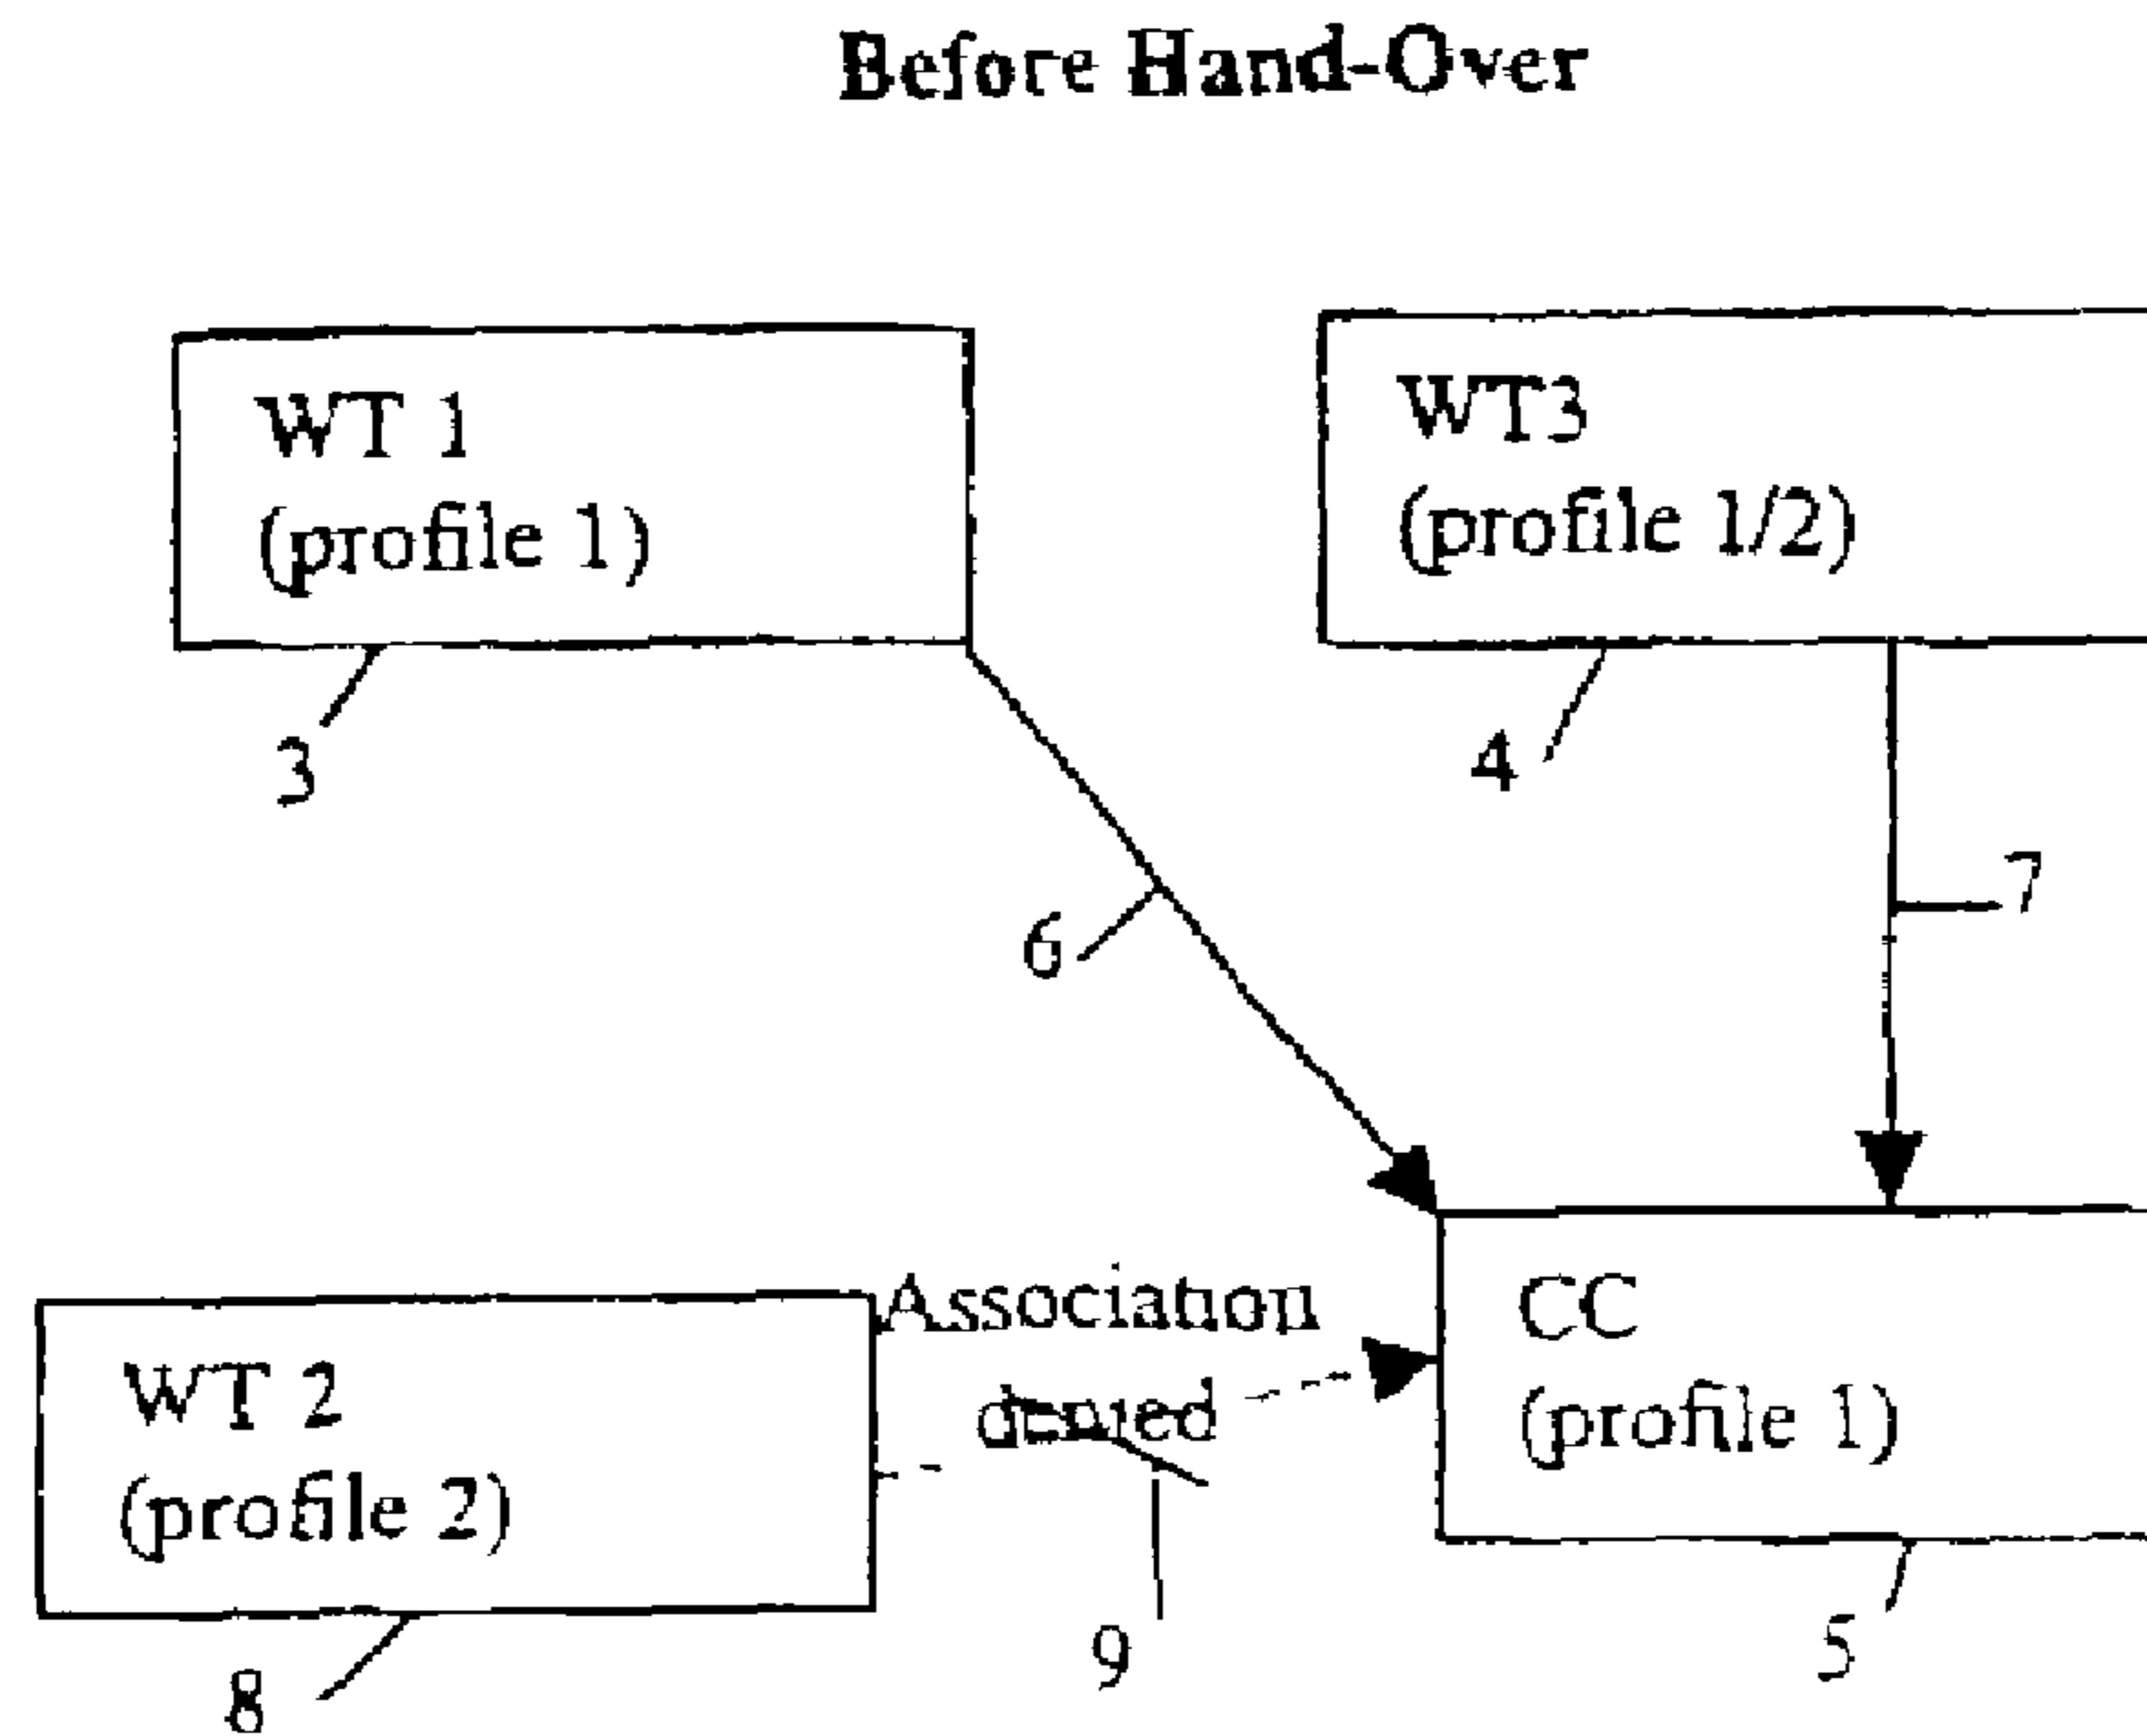 Before Hand-Over
WT 1
(profile 1)
WT3
(profile 1/2)
3
4
7
6
Association
CC
(profile 1)
WT 2
(profile 2)
9
5
8